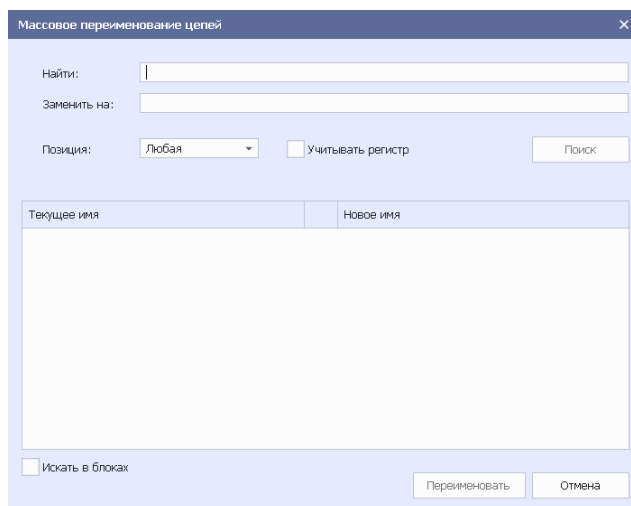 Массовое переименование цепей
Найти:
Заменить на:
Позиция: Любая Учитывать регистр Поиск
Текущее имя Новое имя
Искать в блоках
Переименовать Отмена